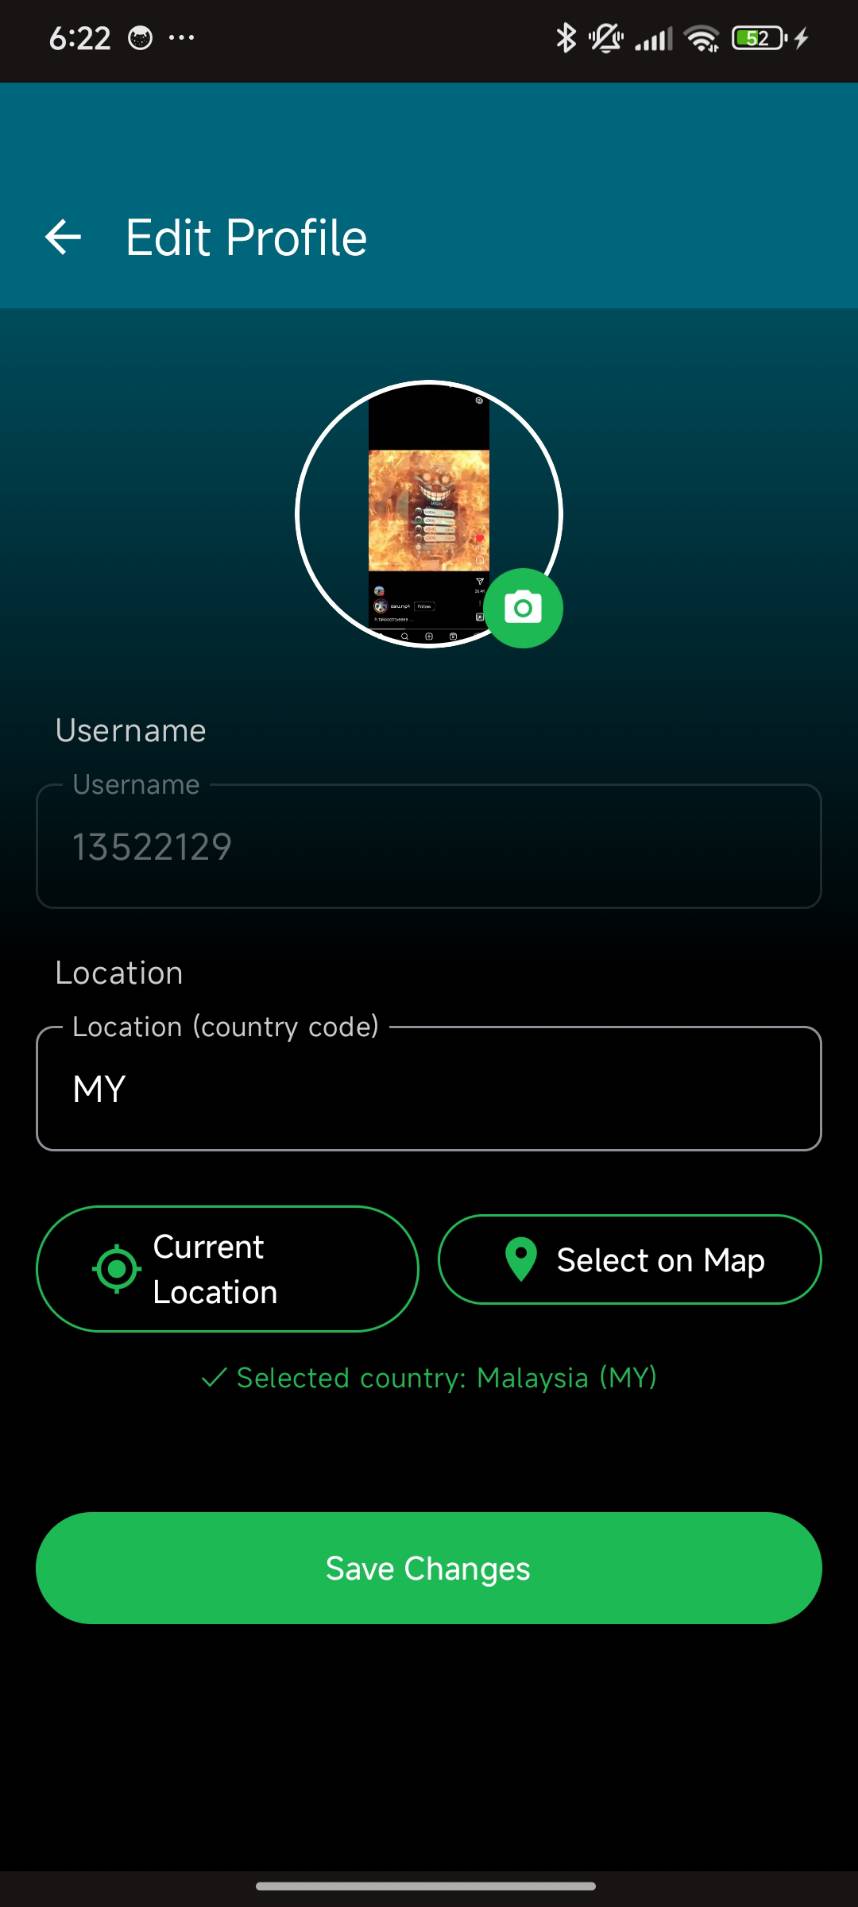 6:22
52
Edit Profile
Username
Username
13522129
Location
Location (country code)
MY
Current
Location
Select on Map
✓ Selected country: Malaysia (MY)
Save Changes